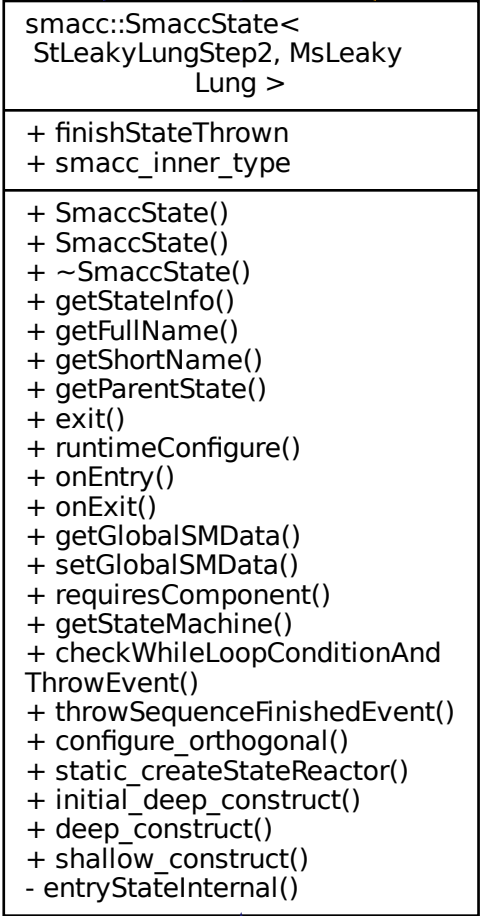 smacc::SmaccState<
StLeakyLungStep2, MsLeaky
Lung >
+ finishStateThrown
+ smacc_inner_type
+ SmaccState()
+ SmaccState()
+ ~SmaccState()
+ getStateInfo()
+ getFullName()
+ getShortName()
+ getParentState()
+ exit()
+ runtimeConfigure()
+ onEntry()
+ onExit()
+ getGlobalSMData()
+ setGlobalSMData()
+ requiresComponent()
+ getStateMachine()
+ checkWhileLoopConditionAnd
ThrowEvent()
+ throwSequenceFinishedEvent()
+ configure_orthogonal()
+ static_createStateReactor()
+ initial_deep_construct()
+ deep_construct()
+ shallow_construct()
- entryStateInternal()